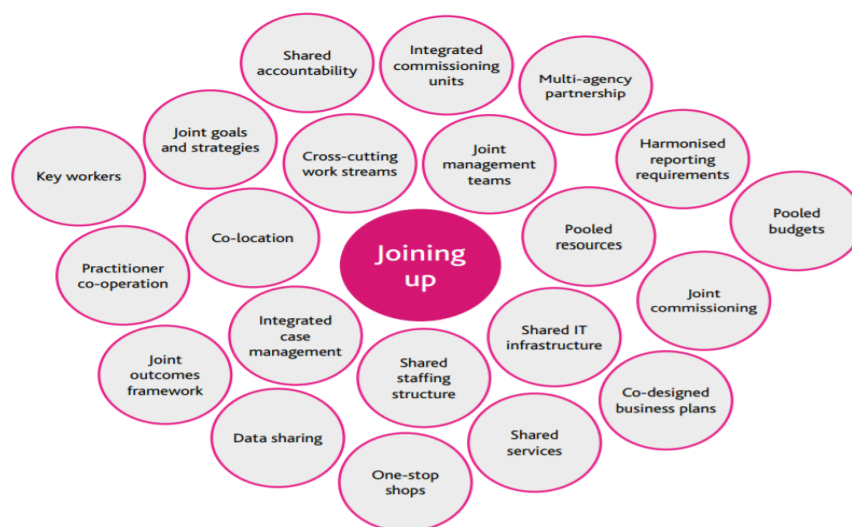 Shared
accountability
Integrated
commissioning
units
Multi-agency
partnership
Joint goals
and strategies
Cross-cutting
work streams
Joint
management
teams
Harmonised
reporting
requirements
Key workers
Pooled
budgets
Co-location
Pooled
resources
Joining
up
Practitioner
co-operation
Joint
commissioning
Integrated
case
management
Shared IT
infrastructure
Joint
outcomes
framework
Shared
staffing
structure
Co-designed
business plans
Data sharing
Shared
services
One-stop
shops